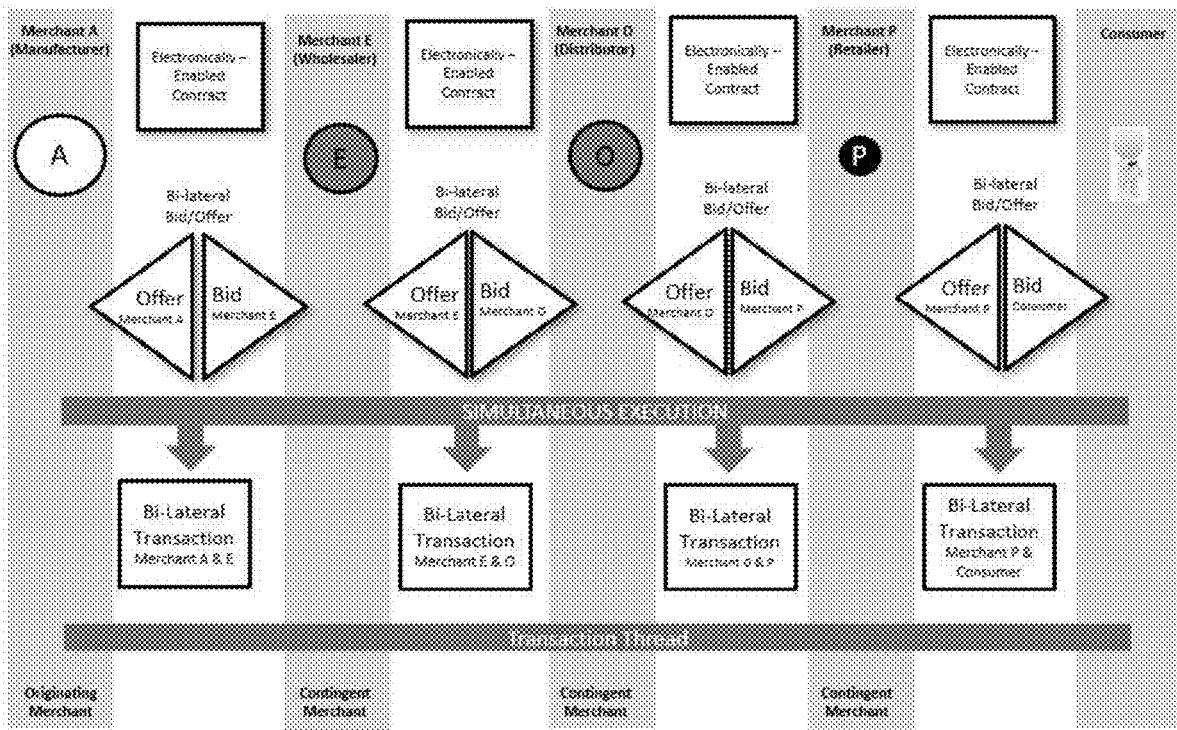 Merchant A
(Manufacturer)
Electronically –
Enabled
Contract
Merchant E
(Wholesaler)
Electronically –
Enabled
Contract
Merchant O
(Distributor)
Electronically –
Enabled
Contract
Merchant P
(Retailer)
Electronically –
Enabled
Contract
Consumer
A
E
O
P
Bi-lateral
Bid/Offer
Bi-lateral
Bid/Offer
Bi-lateral
Bid/Offer
Bi-lateral
Bid/Offer
Offer
Merchant A
Bid
Merchant E
Offer
Merchant E
Bid
Merchant O
Offer
Merchant O
Bid
Merchant P
Offer
Merchant P
Bid
Consumer
SIMULTANEOUS EXECUTION
Bi-Lateral
Transaction
Merchant A & E
Bi-Lateral
Transaction
Merchant E & O
Bi-Lateral
Transaction
Merchant O & P
Bi-Lateral
Transaction
Merchant P &
Consumer
Transaction Thread
Originating
Merchant
Contingent
Merchant
Contingent
Merchant
Contingent
Merchant